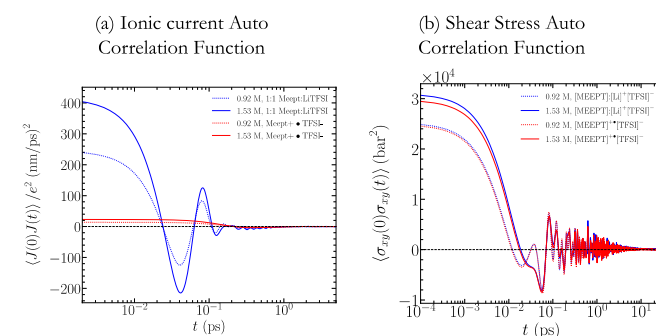 (a) Ionic current Auto
Correlation Function
(b) Shear Stress Auto
Correlation Function
400
300
200
100
0
−100
−200
⟨J(0)J(t)⟩/e² (nm/ps)²
0.92 M, 1:1 Meept:LiTFSI
1.53 M, 1:1 Meept:LiTFSI
0.92 M, Meept+ • TFSI-
1.53 M, Meept+ • TFSI-
10⁻² 10⁻¹ 10⁰
t (ps)
×10⁴
3
2
1
0
−1
⟨σxy(0)σxy(t)⟩ (bar²)
0.92 M, [MEEPT]:[Li]⁺[TFSI]⁻
1.53 M, [MEEPT]:[Li]⁺[TFSI]⁻
0.92 M, [MEEPT]⁺•[TFSI]⁻
1.53 M, [MEEPT]⁺•[TFSI]⁻
10⁻⁴ 10⁻³ 10⁻² 10⁻¹ 10⁰ 10¹
t (ps)